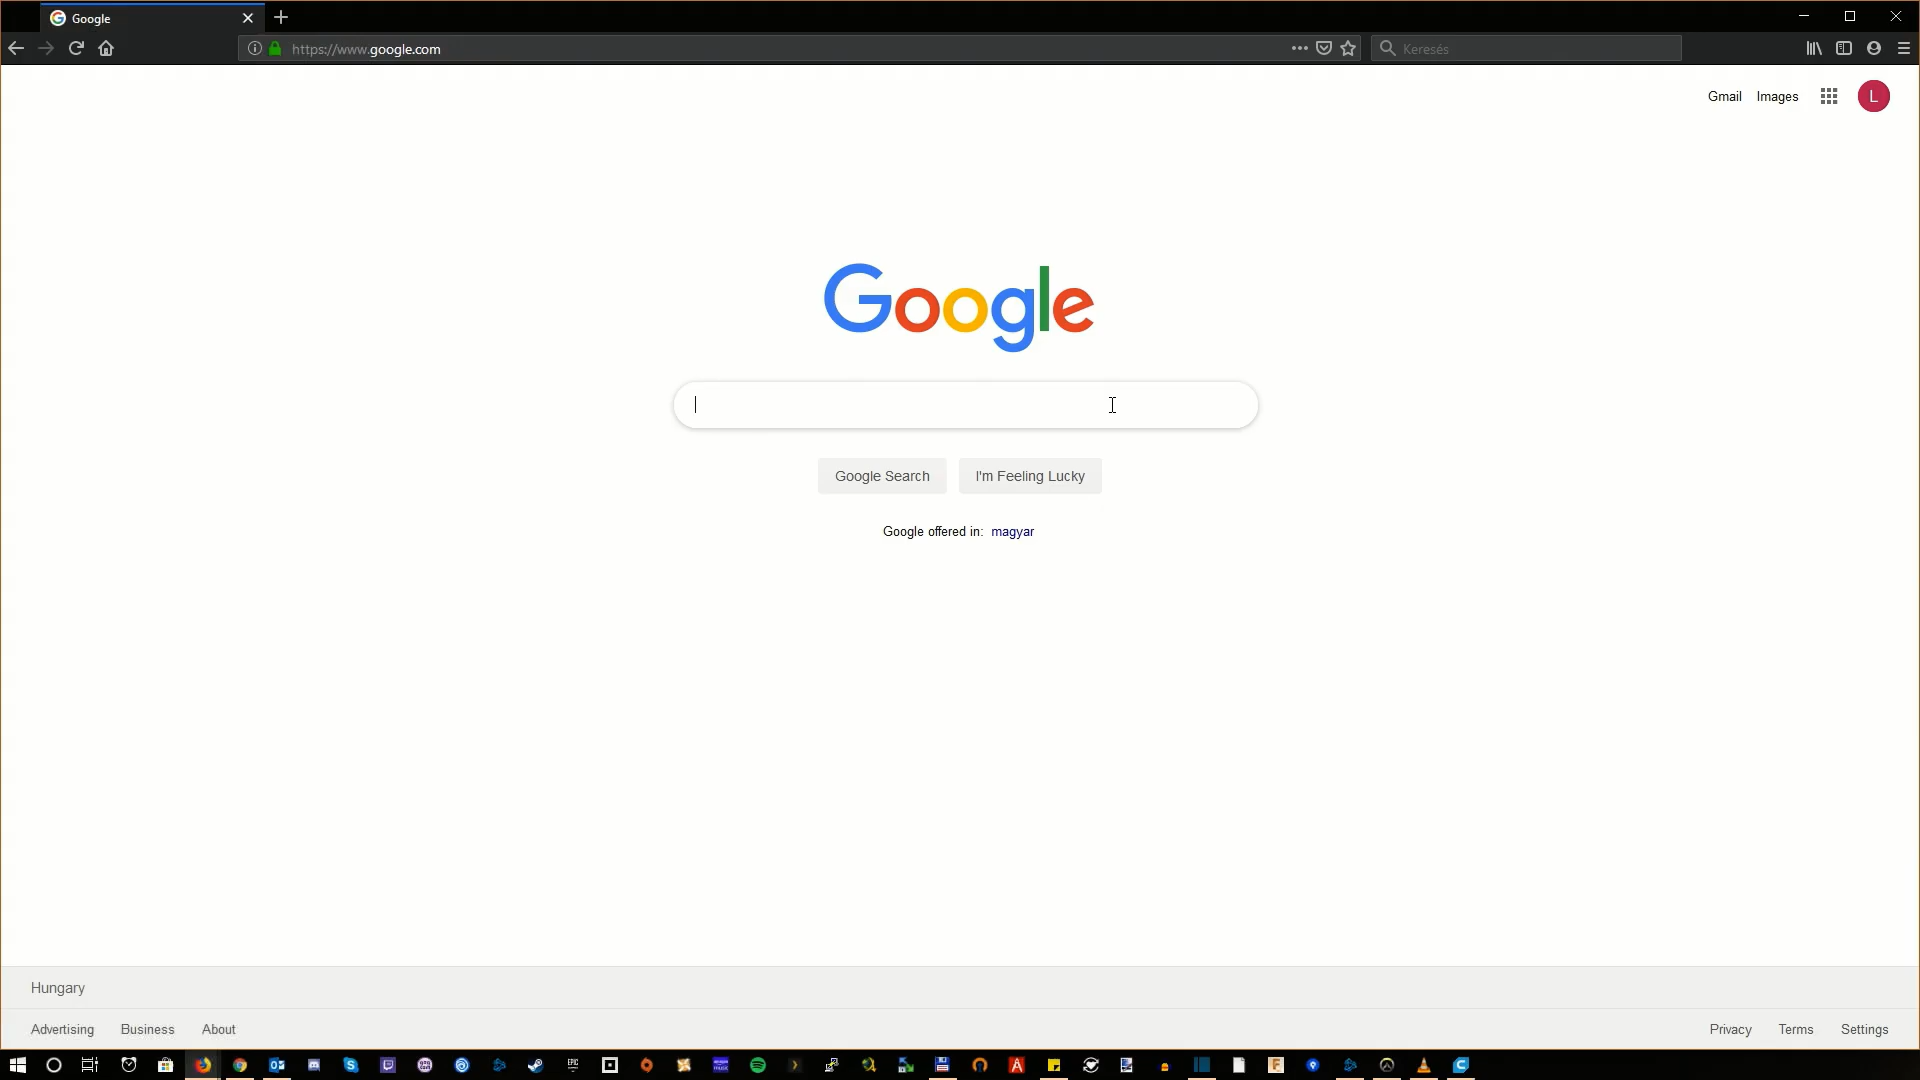 Google
https://www.google.com
Keresés
Gmail Images L
Google
Google Search I'm Feeling Lucky
Google offered in: magyar
Hungary
Advertising Business About
Privacy Terms Settings